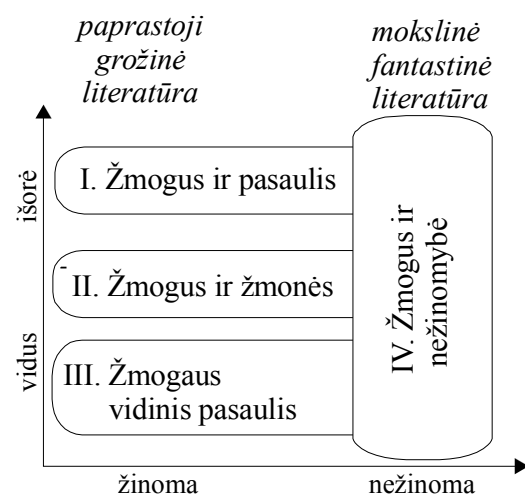 paprastoji
grožinė
literatūra
mokslinė
fantastinė
literatūra
išorė
vidus
I. Žmogus ir pasaulis
II. Žmogus ir žmonės
III. Žmogaus
vidinis pasaulis
IV. Žmogus ir
nežinomybė
žinoma
nežinoma